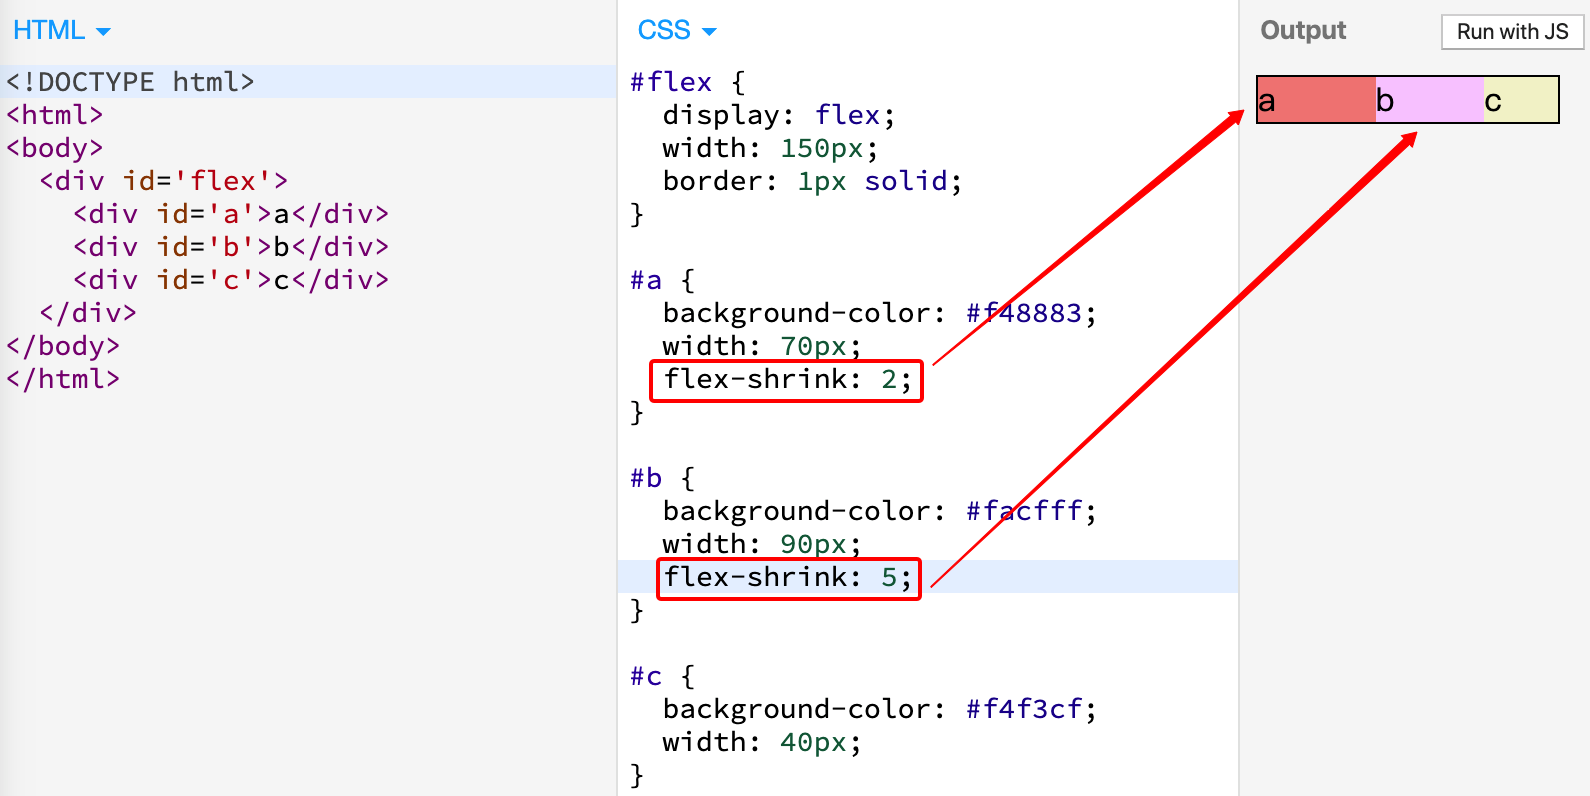 HTML
<!DOCTYPE html>
<html>
<body>
  <div id='flex'>
    <div id='a'>a</div>
    <div id='b'>b</div>
    <div id='c'>c</div>
  </div>
</body>
</html>
CSS
#flex {
  display: flex;
  width: 150px;
  border: 1px solid;
}

#a {
  background-color: #f48883;
  width: 70px;
  flex-shrink: 2;
}

#b {
  background-color: #facfff;
  width: 90px;
  flex-shrink: 5;
}

#c {
  background-color: #f4f3cf;
  width: 40px;
}
Output
Run with JS
a b c